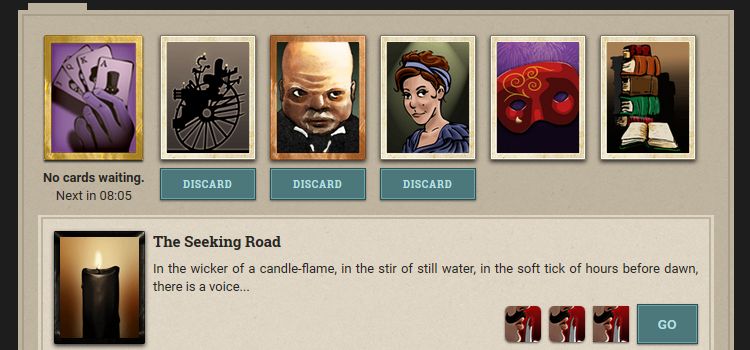 No cards waiting.
Next in 08:05
DISCARD
DISCARD
DISCARD
The Seeking Road
In the wicker of a candle-flame, in the stir of still water, in the soft tick of hours before dawn,
there is a voice...
GO